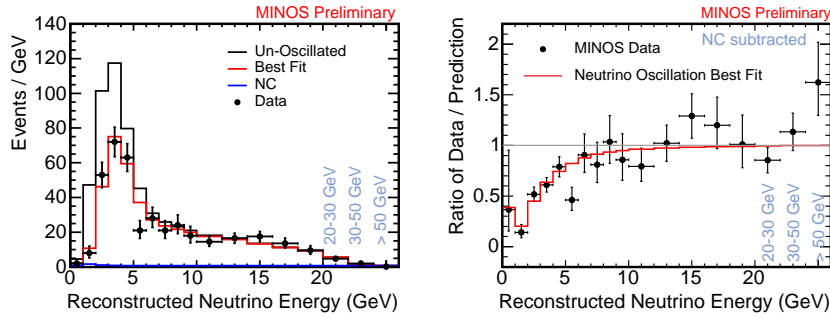 MINOS Preliminary
Events / GeV
140
120
100
80
60
40
20
0
Un-Oscillated
Best Fit
NC
Data
20-30 GeV
30-50 GeV
> 50 GeV
0 5 10 15 20 25
Reconstructed Neutrino Energy (GeV)
MINOS Preliminary
NC subtracted
Ratio of Data / Prediction
2
1.5
1
0.5
0
MINOS Data
Neutrino Oscillation Best Fit
20-30 GeV
30-50 GeV
> 50 GeV
0 5 10 15 20 25
Reconstructed Neutrino Energy (GeV)